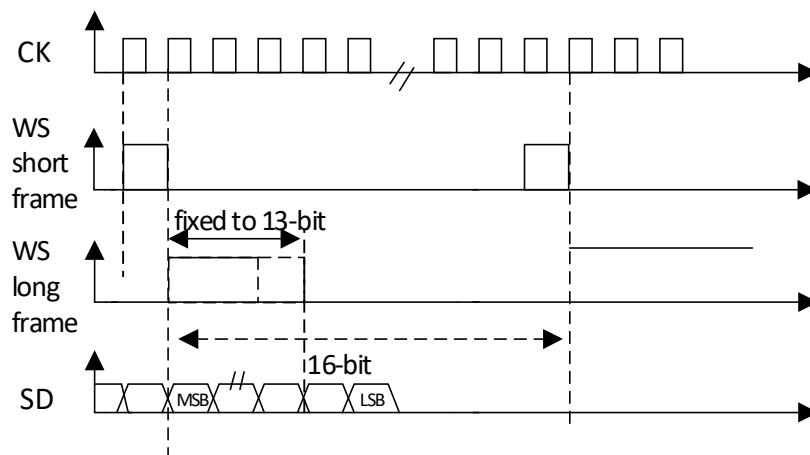 CK
WS
short
frame
fixed to 13-bit
WS
long
frame
16-bit
SD
MSB
LSB